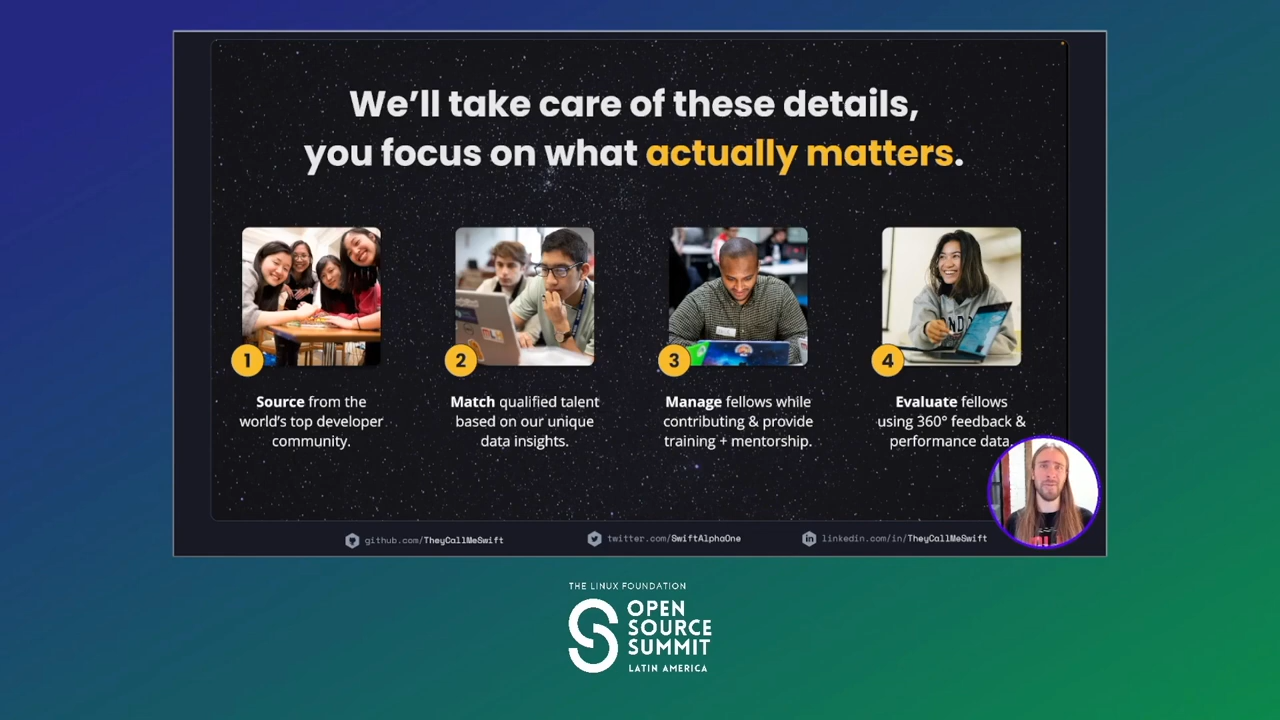 We'll take care of these details,
you focus on what actually matters.
1
2
3
4
Source from the
world's top developer
community.
Match qualified talent
based on our unique
data insights.
Manage fellows while
contributing & provide
training + mentorship.
Evaluate fellows
using 360° feedback &
performance data.
github.com/TheyCallMeSwift
twitter.com/SwiftAlphaOne
linkedin.com/in/TheyCallMeSwift
THE LINUX FOUNDATION
OPEN
SOURCE
SUMMIT
LATIN AMERICA